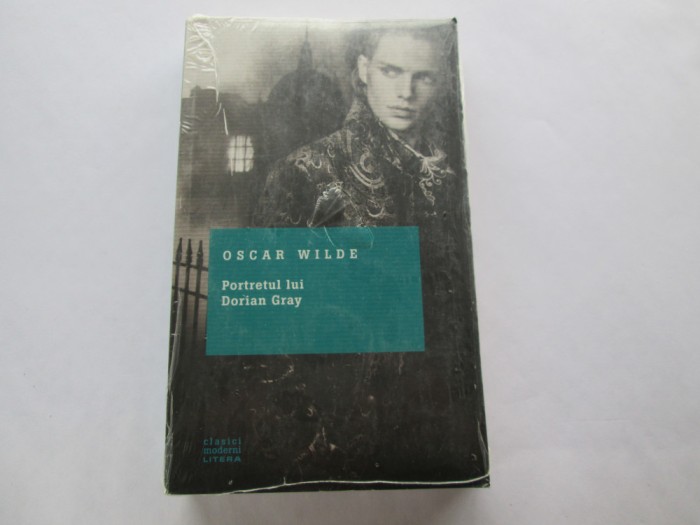 OSCAR WILDE
Portretul lui
Dorian Gray
clasici
moderni
LITERA